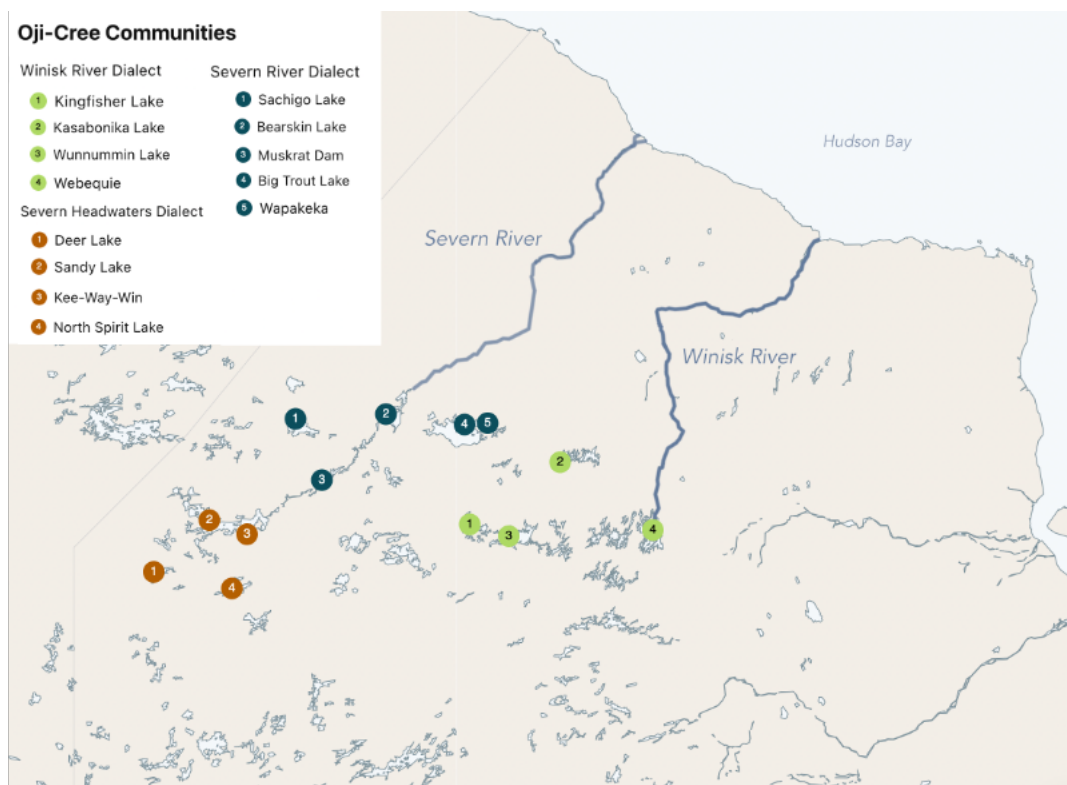 Oji-Cree Communities
Winisk River Dialect
1 Kingfisher Lake
2 Kasabonika Lake
3 Wunnummin Lake
4 Webequie
Severn River Dialect
1 Sachigo Lake
2 Bearskin Lake
3 Muskrat Dam
4 Big Trout Lake
5 Wapakeka
Severn Headwaters Dialect
1 Deer Lake
2 Sandy Lake
3 Kee-Way-Win
4 North Spirit Lake
Hudson Bay
Severn River
Winisk River
1
2
4
5
3
2
2
3
1
3
4
1
4